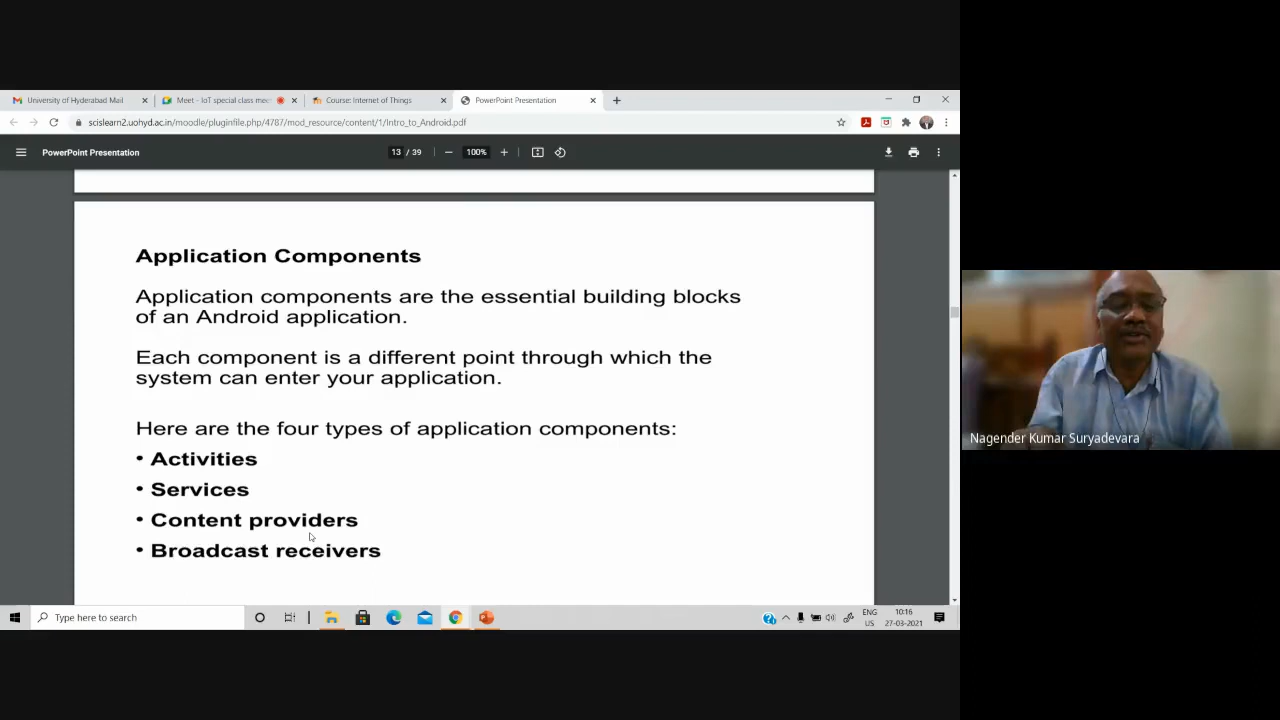 University of Hyderabad Mail
Meet – IoT special class mee
Course: Internet of Things
PowerPoint Presentation
scislearn2.uohyd.ac.in/moodle/pluginfile.php/4787/mod_resource/content/1/Intro_to_Android.pdf
PowerPoint Presentation
13 / 39
100%
Application Components
Application components are the essential building blocks
of an Android application.
Each component is a different point through which the
system can enter your application.
Here are the four types of application components:
• Activities
• Services
• Content providers
• Broadcast receivers
Nagender Kumar Suryadevara
Type here to search
ENG
US
10:16
27-03-2021